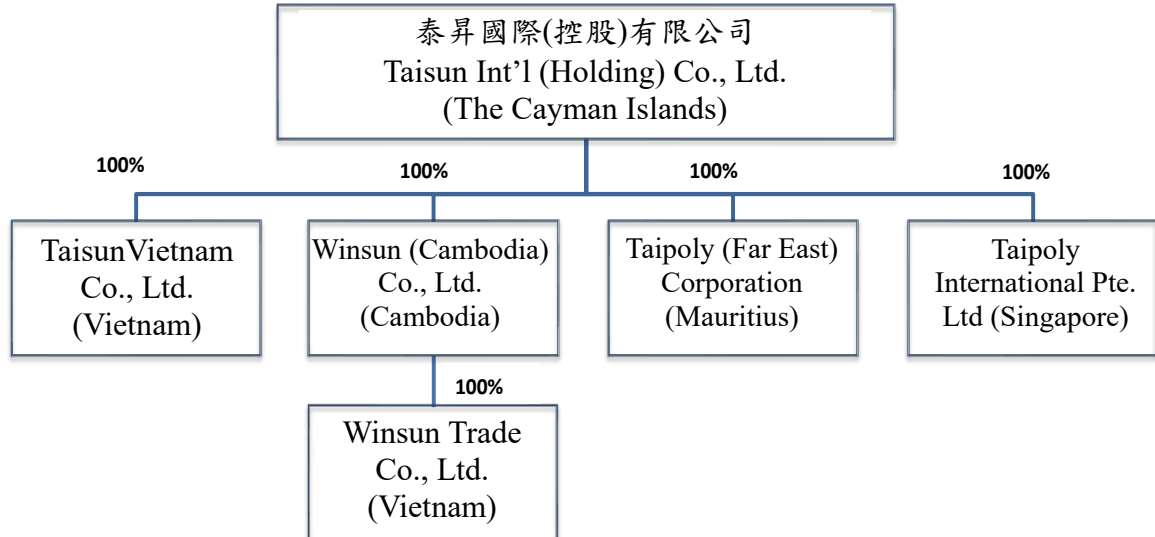 泰昇國際(控股)有限公司
Taisun Int’l (Holding) Co., Ltd.
(The Cayman Islands)
100%
100%
100%
100%
TaisunVietnam
Co., Ltd.
(Vietnam)
Winsun (Cambodia)
Co., Ltd.
(Cambodia)
Taipoly (Far East)
Corporation
(Mauritius)
Taipoly
International Pte.
Ltd (Singapore)
100%
Winsun Trade
Co., Ltd.
(Vietnam)